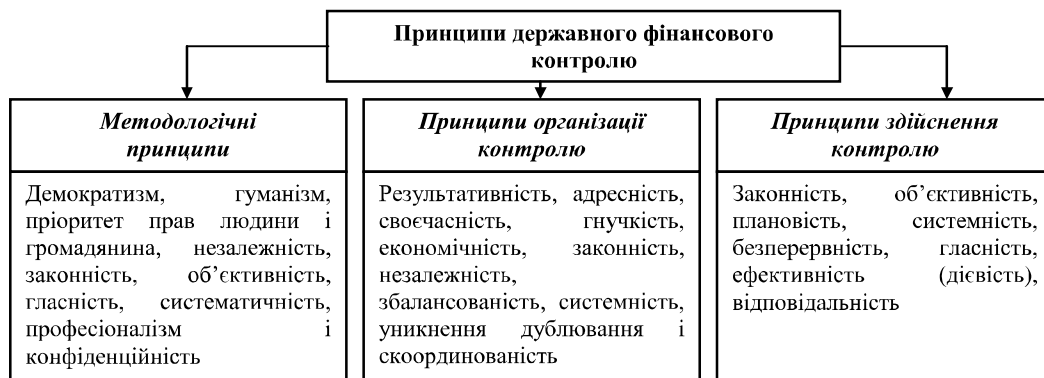 Принципи державного фінансового
контролю
Методологічні
принципи
Демократизм, гуманізм,
пріоритет прав людини і
громадянина, незалежність,
законність, об’єктивність,
гласність, систематичність,
професіоналізм і
конфіденційність
Принципи організації
контролю
Результативність, адресність,
своєчасність, гнучкість,
економічність, законність,
незалежність,
збалансованість, системність,
уникнення дублювання і
скоординованість
Принципи здійснення
контролю
Законність, об’єктивність,
плановість, системність,
безперервність, гласність,
ефективність (дієвість),
відповідальність